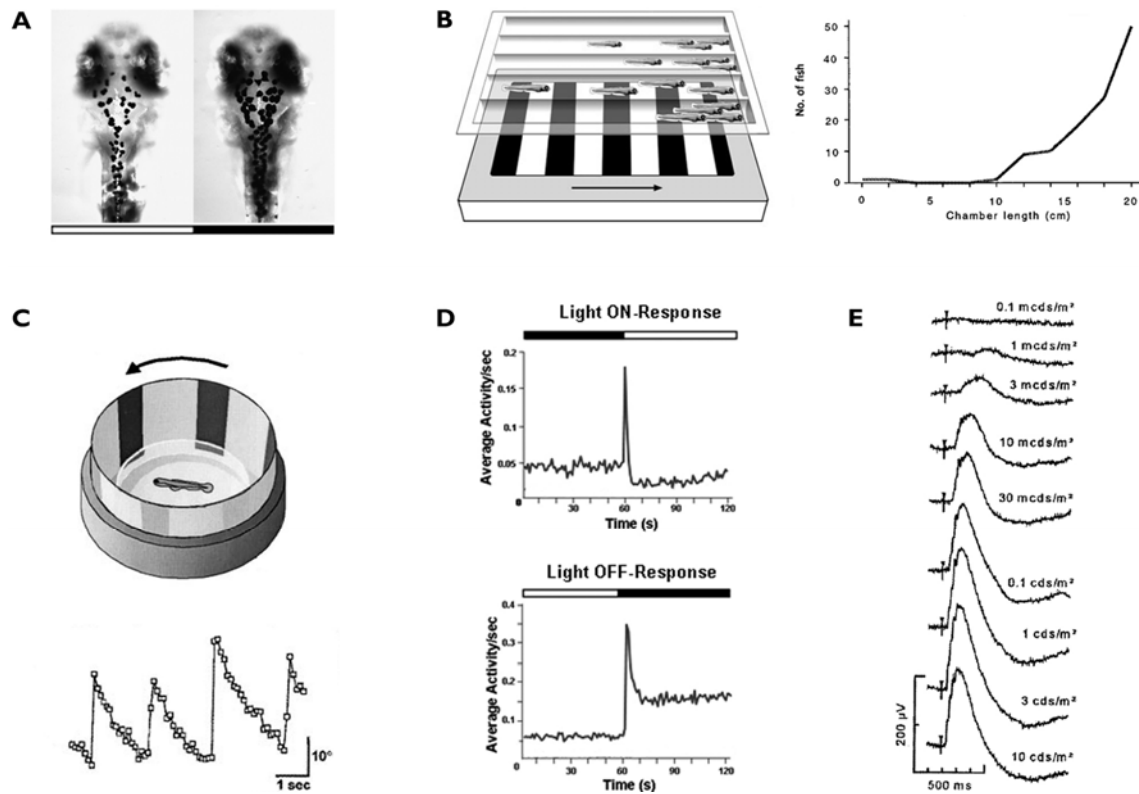 A
B
No. of fish
50
40
30
20
10
0
0
5
10
15
20
Chamber length (cm)
C
10°
1 sec
D
Light ON-Response
Average Activity/sec
0.2
0.15
0.1
0.05
0
0
30
60
90
120
Time (s)
Light OFF-Response
Average Activity/sec
0.4
0.3
0.2
0.1
0
30
60
90
120
Time (s)
E
0.1 mcds/m²
1 mcds/m²
3 mcds/m²
10 mcds/m²
30 mcds/m²
0.1 cds/m²
1 cds/m²
3 cds/m²
10 cds/m²
200 µV
500 ms